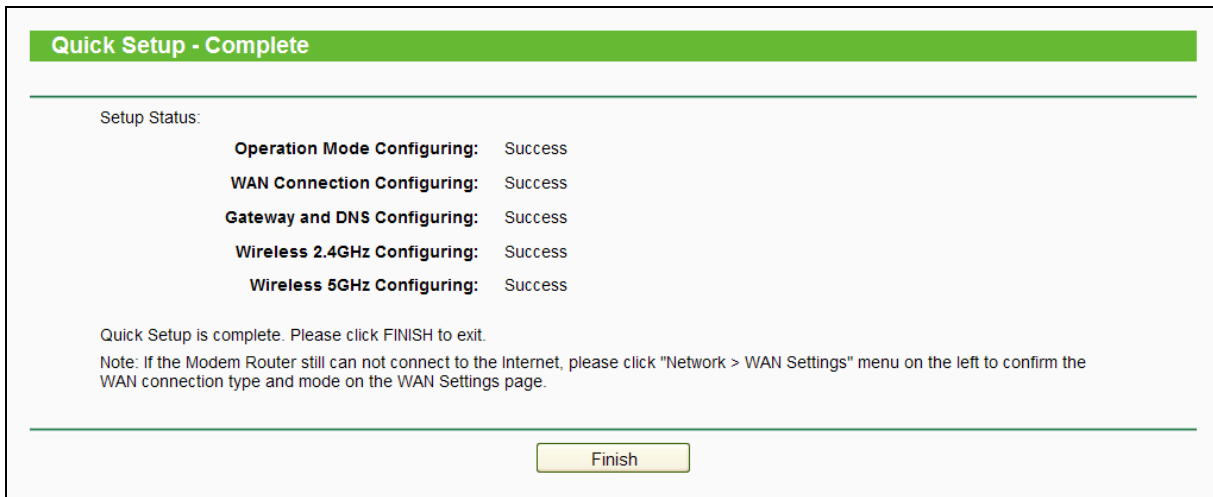 Quick Setup - Complete
Setup Status:
Operation Mode Configuring: Success
WAN Connection Configuring: Success
Gateway and DNS Configuring: Success
Wireless 2.4GHz Configuring: Success
Wireless 5GHz Configuring: Success
Quick Setup is complete. Please click FINISH to exit.
Note: If the Modem Router still can not connect to the Internet, please click "Network > WAN Settings" menu on the left to confirm the
WAN connection type and mode on the WAN Settings page.
Finish